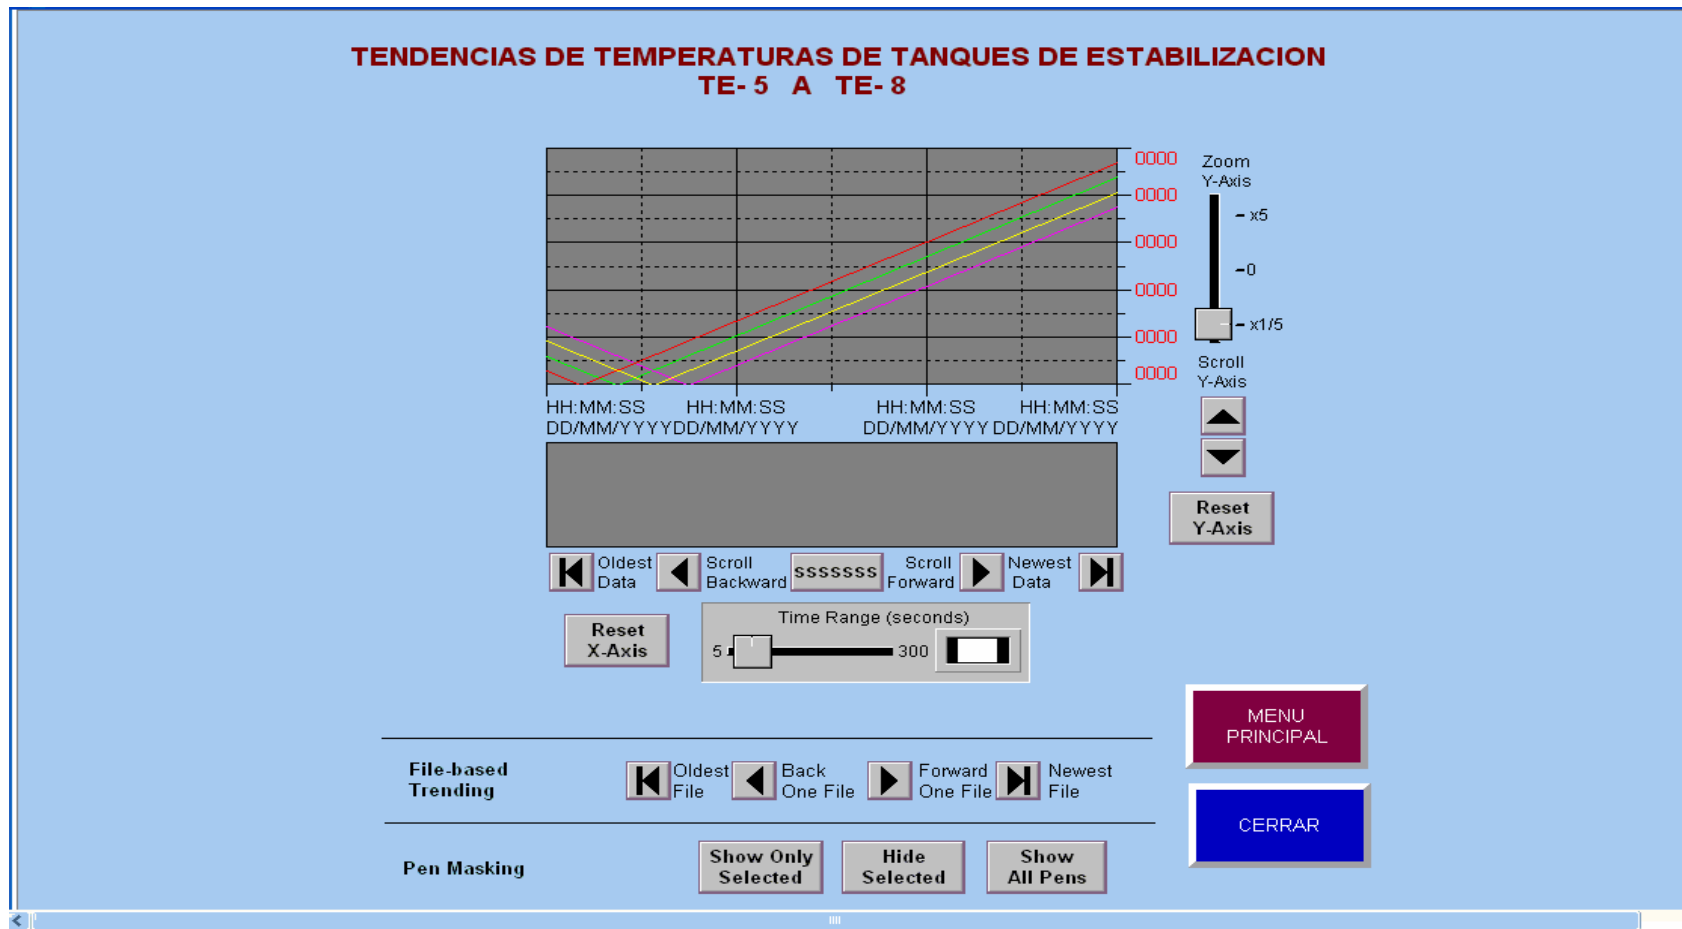 TENDENCIAS DE TEMPERATURAS DE TANQUES DE ESTABILIZACION
TE- 5 A TE- 8
0000
0000
0000
0000
0000
0000
Zoom
Y-Axis
x5
0
x1/5
Scroll
Y-Axis
HH:MM:SS HH:MM:SS HH:MM:SS HH:MM:SS
DD/MM/YYYY DD/MM/YYYY DD/MM/YYYY DD/MM/YYYY
Reset
Y-Axis
Oldest
Data
Scroll
Backward
sssssss
Scroll
Forward
Newest
Data
Reset
X-Axis
Time Range (seconds)
5 300
MENU
PRINCIPAL
File-based
Trending
Oldest
File
Back
One File
Forward
One File
Newest
File
CERRAR
Pen Masking
Show Only
Selected
Hide
Selected
Show
All Pens